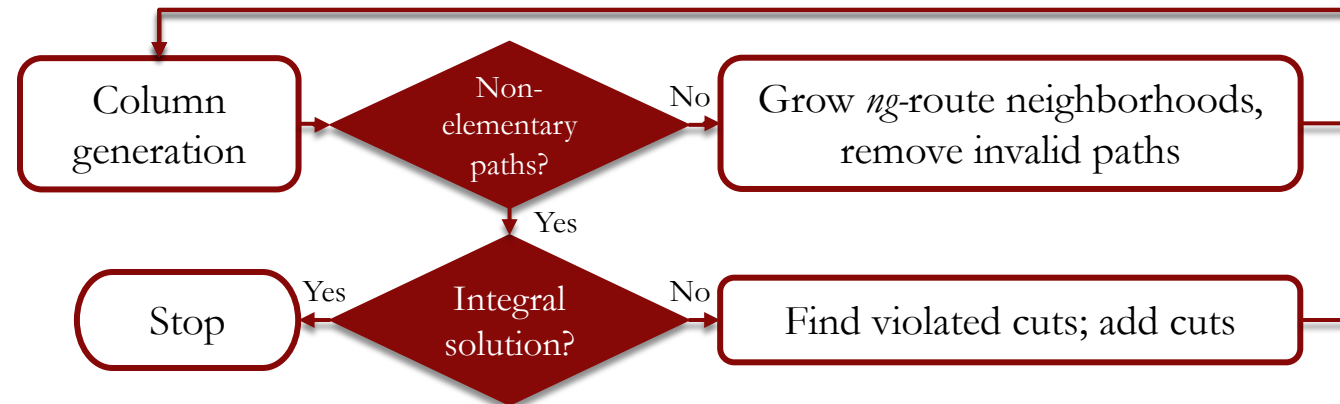 Column
generation
Non-
elementary
paths?
No
Grow ng-route neighborhoods,
remove invalid paths
Yes
Stop
Yes
Integral
solution?
No
Find violated cuts; add cuts